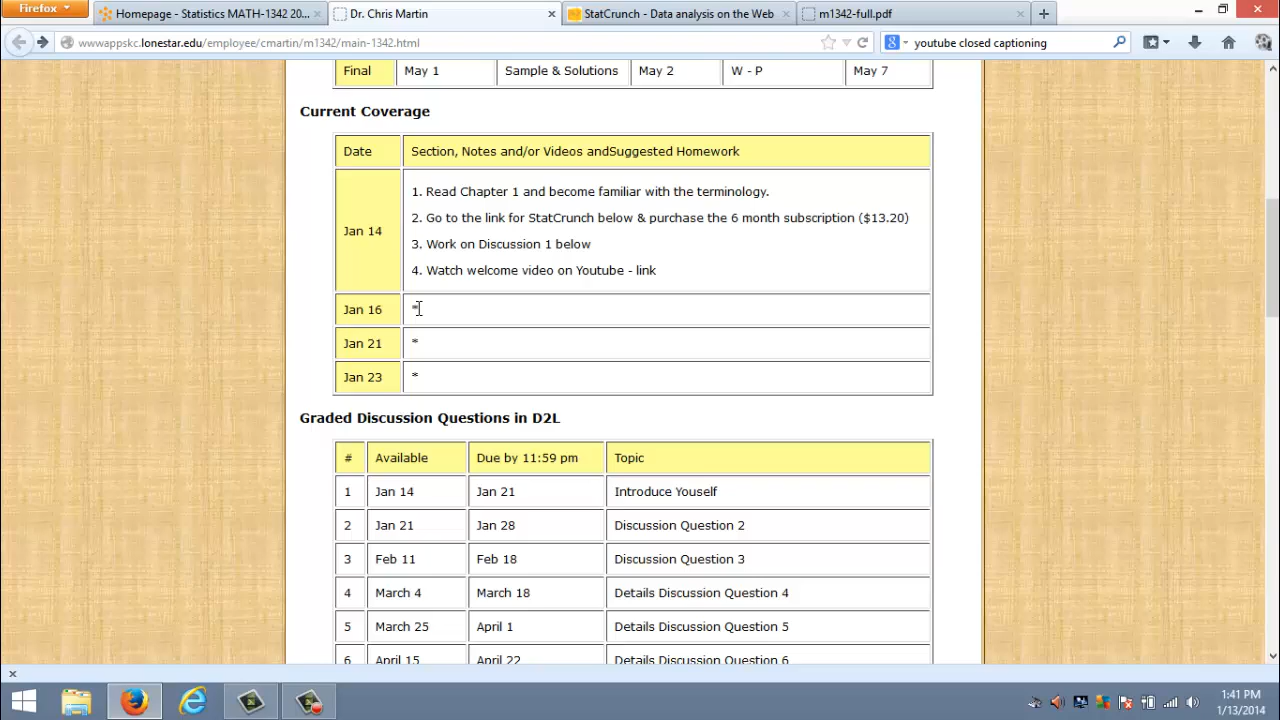 Firefox
Homepage - Statistics MATH-1342 20...
Dr. Chris Martin
StatCrunch - Data analysis on the Web
m1342-full.pdf
wwwappskc.lonestar.edu/employee/cmartin/m1342/main-1342.html
youtube closed captioning
Final May 1 Sample & Solutions May 2 W - P May 7
Current Coverage
Date Section, Notes and/or Videos andSuggested Homework
Jan 14
1. Read Chapter 1 and become familiar with the terminology.
2. Go to the link for StatCrunch below & purchase the 6 month subscription ($13.20)
3. Work on Discussion 1 below
4. Watch welcome video on Youtube - link
Jan 16 *
Jan 21 *
Jan 23 *
Graded Discussion Questions in D2L
# Available Due by 11:59 pm Topic
1 Jan 14 Jan 21 Introduce Youself
2 Jan 21 Jan 28 Discussion Question 2
3 Feb 11 Feb 18 Discussion Question 3
4 March 4 March 18 Details Discussion Question 4
5 March 25 April 1 Details Discussion Question 5
6 April 15 April 22 Details Discussion Question 6
1:41 PM
1/13/2014